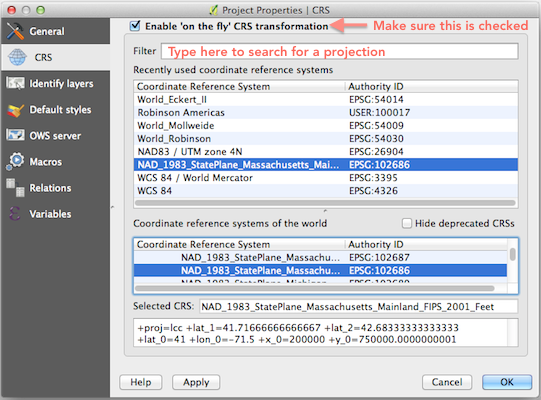 Project Properties | CRS
General
CRS
Identify layers
Default styles
OWS server
Macros
Relations
Variables
Enable 'on the fly' CRS transformation
Make sure this is checked
Filter Type here to search for a projection
Recently used coordinate reference systems
Coordinate Reference System Authority ID
World_Eckert_II EPSG:54014
Robinson Americas USER:100017
World_Mollweide EPSG:54009
World_Robinson EPSG:54030
NAD83 / UTM zone 4N EPSG:26904
NAD_1983_StatePlane_Massachusetts_Mai... EPSG:102686
WGS 84 / World Mercator EPSG:3395
WGS 84 EPSG:4326
Coordinate reference systems of the world Hide deprecated CRSs
Coordinate Reference System Authority ID
NAD_1983_StatePlane_Massachu... EPSG:102687
NAD_1983_StatePlane_Massachu... EPSG:102686
Selected CRS: NAD_1983_StatePlane_Massachusetts_Mainland_FIPS_2001_Feet
+proj=lcc +lat_1=41.71666666666667 +lat_2=42.68333333333333
+lat_0=41 +lon_0=-71.5 +x_0=200000 +y_0=750000.0000000001
Help
Apply
Cancel
OK